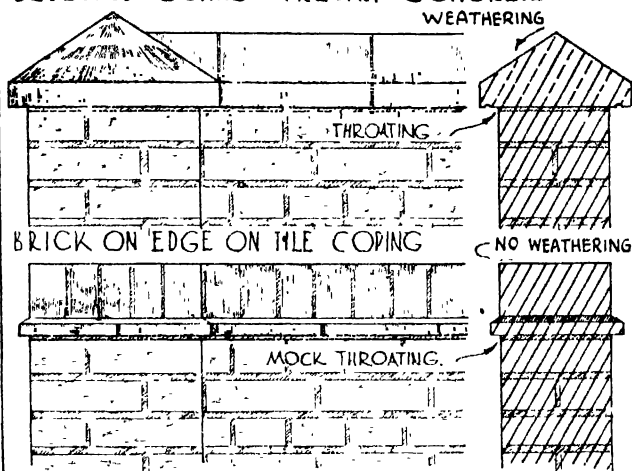 WEATHERING
THROATING
BRICK ON EDGE ON TILE COPING
NO WEATHERING
MOCK THROATING.